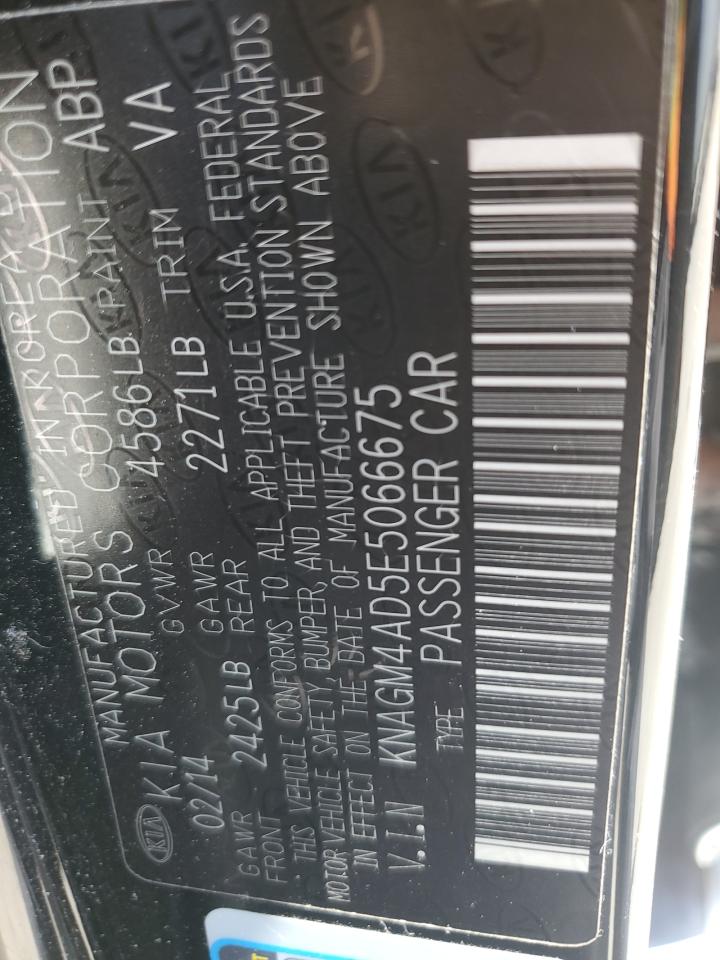 MANUFACTURED IN KOREA BY
KIA MOTORS CORPORATION
02/14 GVWR 4586LB PAINT ABP
GAWR FRONT 2425LB GAWR REAR 2271LB TRIM VA
THIS VEHICLE CONFORMS TO ALL APPLICABLE U.S.A. FEDERAL
MOTOR VEHICLE SAFETY, BUMPER, AND THEFT PREVENTION STANDARDS
IN EFFECT ON THE DATE OF MANUFACTURE SHOWN ABOVE
V.I.N KNAGM4AD5E5066675
TYPE PASSENGER CAR
KIA